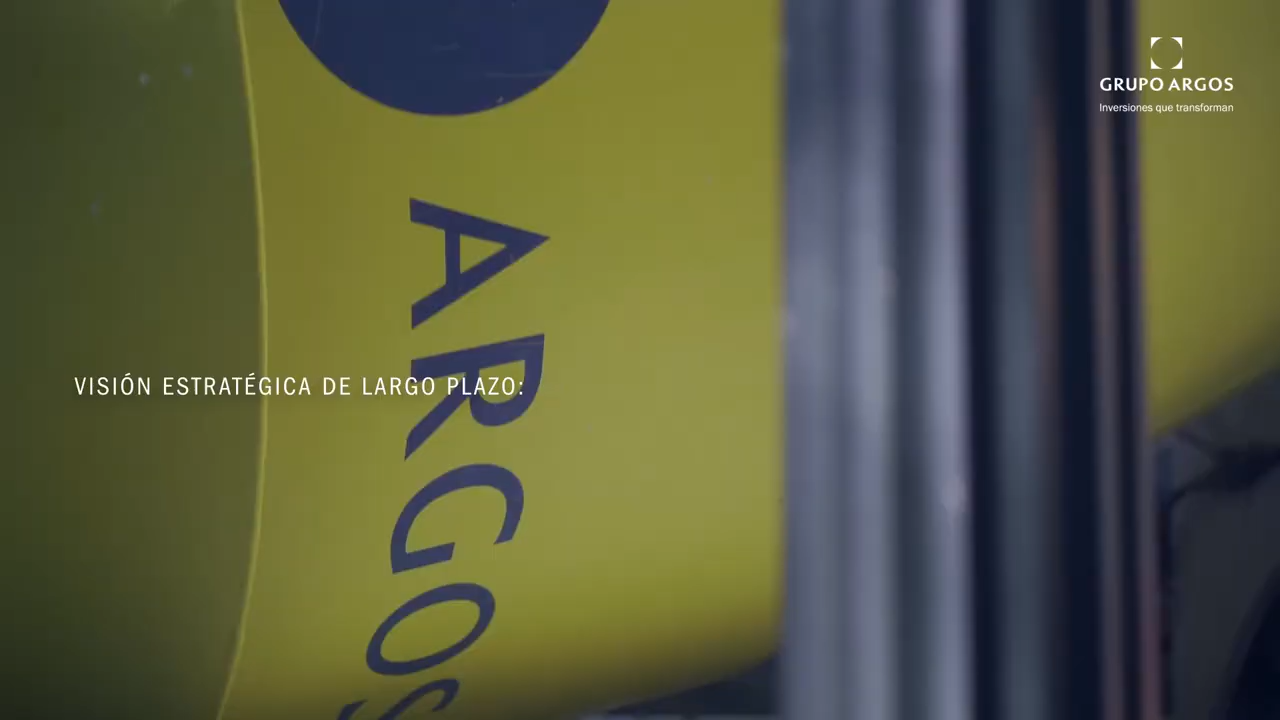 GRUPO ARGOS
Inversiones que transforman
ARGOS
VISIÓN ESTRATÉGICA DE LARGO PLAZO: